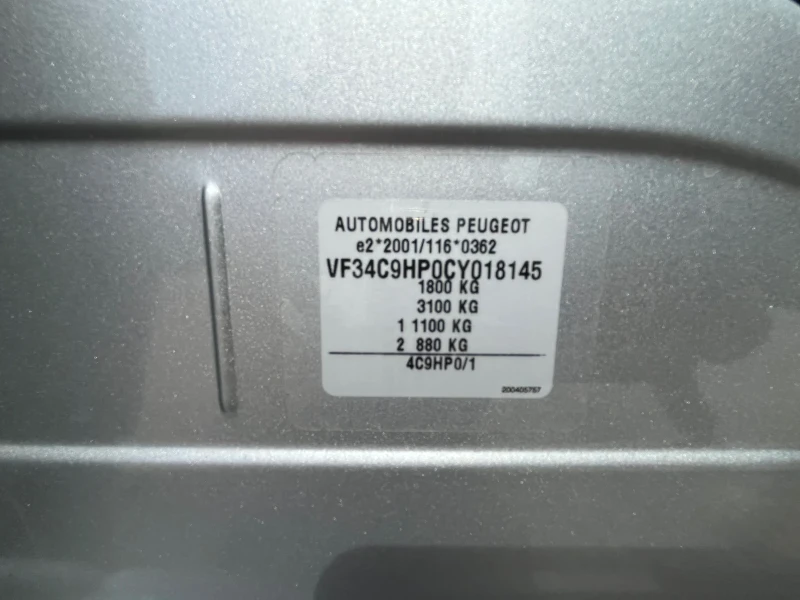 AUTOMOBILES PEUGEOT
e2*2001/116*0362
VF34C9HP0CY018145
1800 KG
3100 KG
1 1100 KG
2 880 KG
4C9HP0/1
200405757